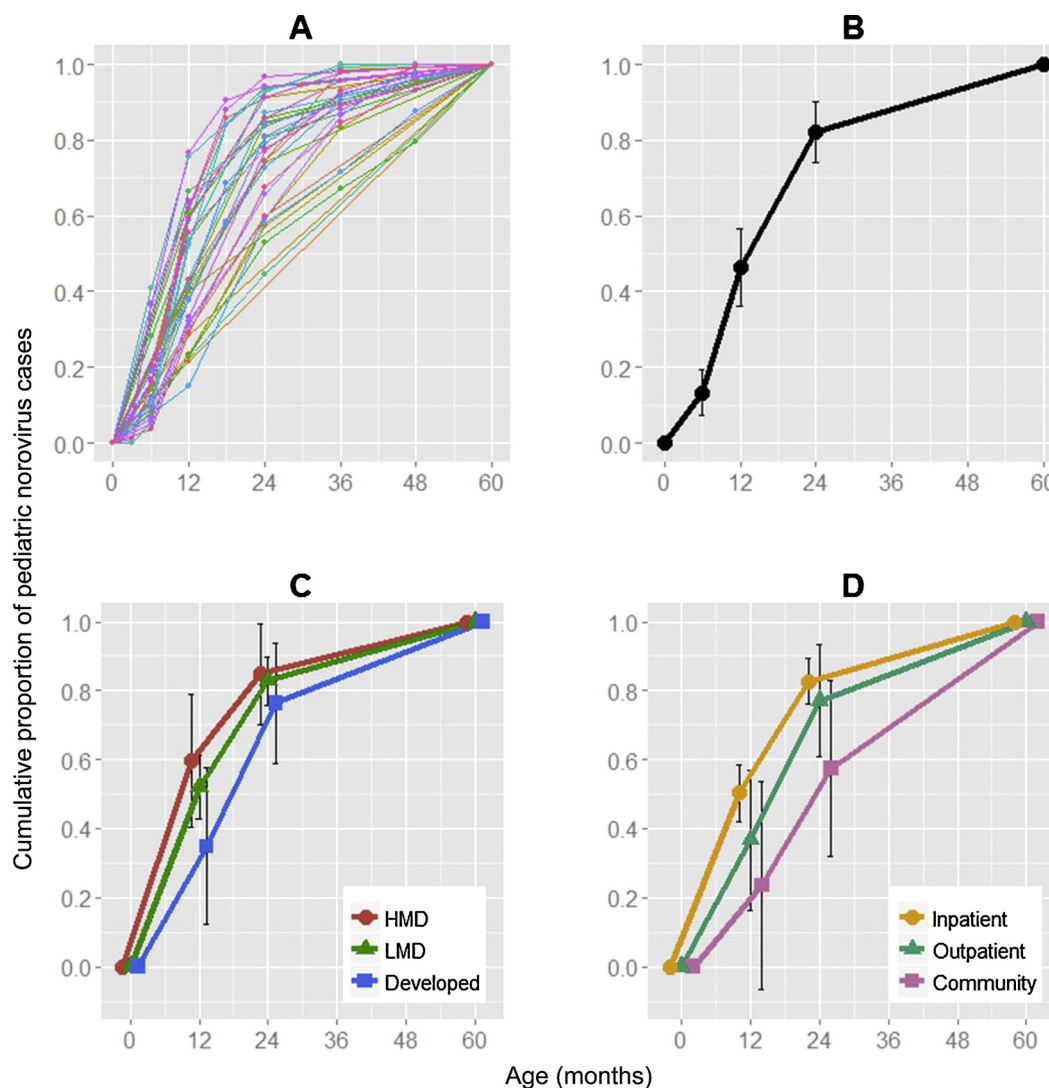 A
1.0
0.8
0.6
0.4
0.2
0.0
0 12 24 36 48 60
B
1.0
0.8
0.6
0.4
0.2
0.0
0 12 24 36 48 60
Cumulative proportion of pediatric norovirus cases
C
1.0
0.8
0.6
0.4
0.2
0.0
HMD
LMD
Developed
0 12 24 36 48 60
D
1.0
0.8
0.6
0.4
0.2
0.0
Inpatient
Outpatient
Community
0 12 24 36 48 60
Age (months)